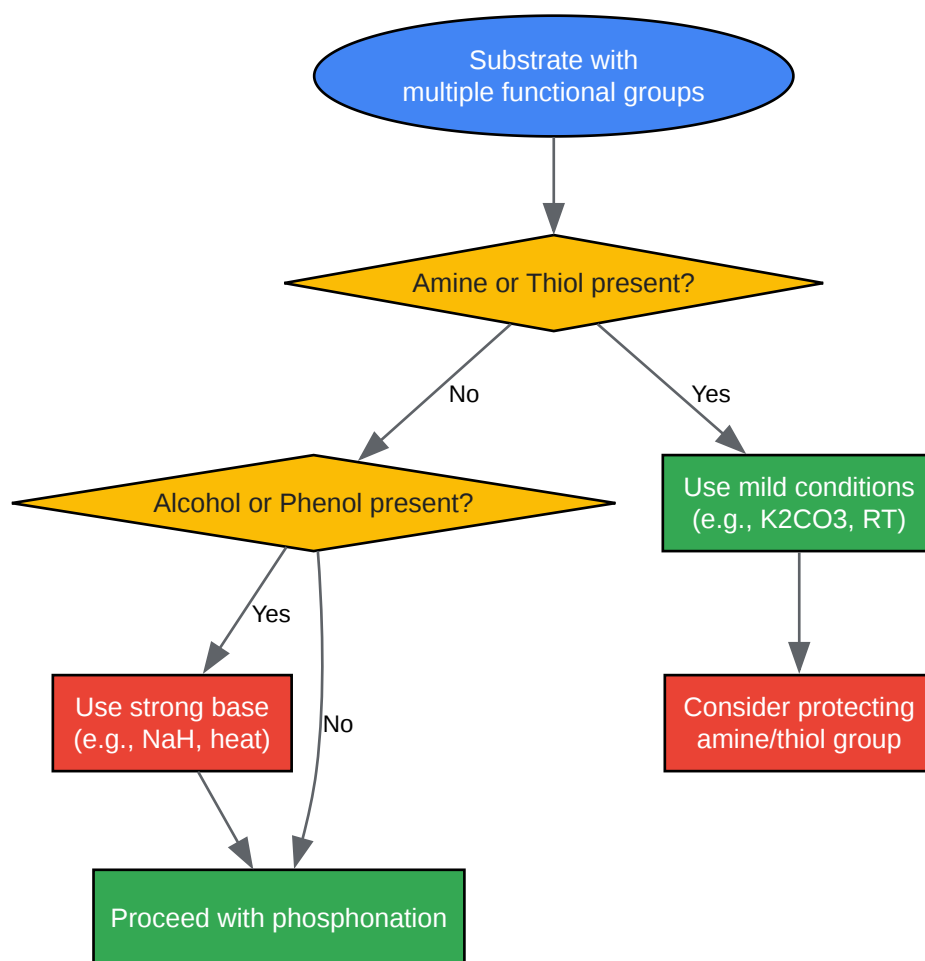 Substrate with
multiple functional groups
Amine or Thiol present?
No
Yes
Alcohol or Phenol present?
Use mild conditions
(e.g., K2CO3, RT)
Yes
No
Use strong base
(e.g., NaH, heat)
Consider protecting
amine/thiol group
Proceed with phosphonation